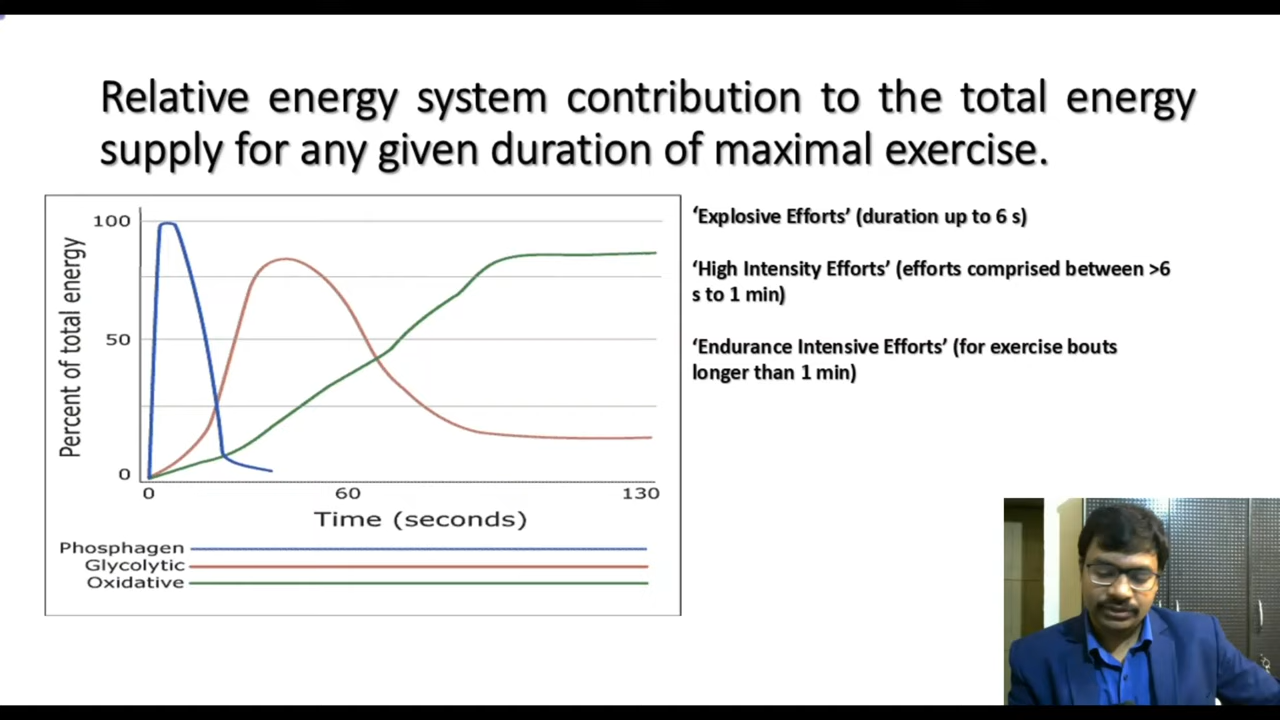 Relative energy system contribution to the total energy
supply for any given duration of maximal exercise.
‘Explosive Efforts’ (duration up to 6 s)
‘High Intensity Efforts’ (efforts comprised between >6
s to 1 min)
‘Endurance Intensive Efforts’ (for exercise bouts
longer than 1 min)
Percent of total energy
100
50
0
0 60 130
Time (seconds)
Phosphagen
Glycolytic
Oxidative